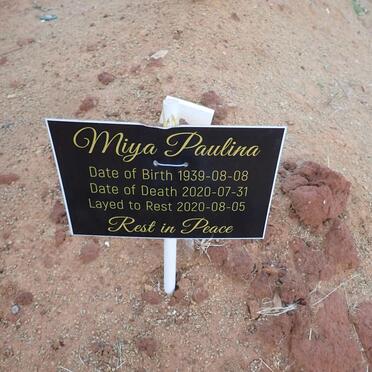 Miya Paulina
Date of Birth 1939-08-08
Date of Death 2020-07-31
Layed to Rest 2020-08-05
Rest in Peace